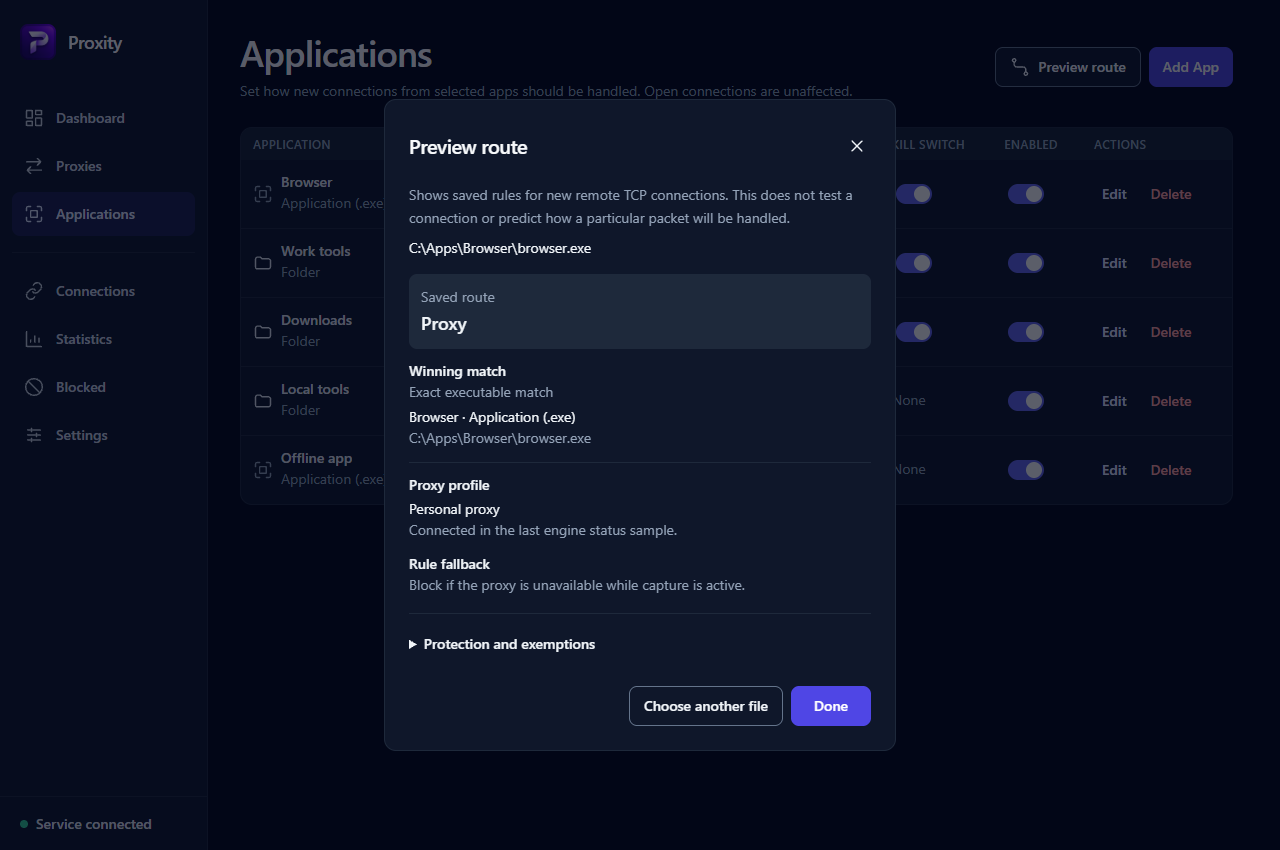 Proxity
Dashboard
Proxies
Applications
Connections
Statistics
Blocked
Settings
Service connected
Applications
Set how new connections from selected apps should be handled. Open connections are unaffected.
Preview route
Add App
APPLICATION
ILL SWITCH
ENABLED
ACTIONS
Browser
Application (.exe
Edit
Delete
Work tools
Folder
Edit
Delete
Downloads
Folder
Edit
Delete
Local tools
Folder
None
Edit
Delete
Offline app
Application (.exe
None
Edit
Delete
Preview route
Shows saved rules for new remote TCP connections. This does not test a
connection or predict how a particular packet will be handled.
C:\Apps\Browser\browser.exe
Saved route
Proxy
Winning match
Exact executable match
Browser · Application (.exe)
C:\Apps\Browser\browser.exe
Proxy profile
Personal proxy
Connected in the last engine status sample.
Rule fallback
Block if the proxy is unavailable while capture is active.
Protection and exemptions
Choose another file
Done